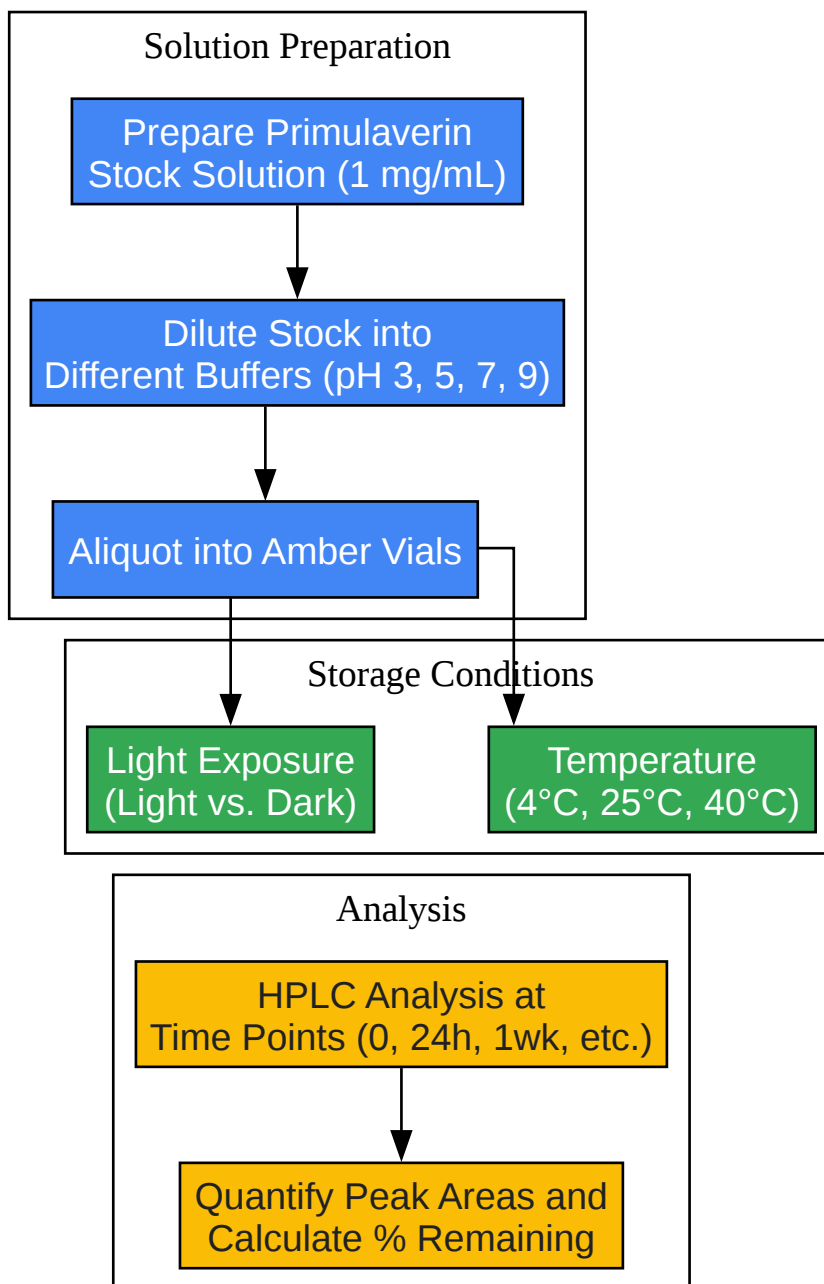 Solution Preparation
Prepare Primulaverin
Stock Solution (1 mg/mL)
Dilute Stock into
Different Buffers (pH 3, 5, 7, 9)
Aliquot into Amber Vials
Storage Conditions
Light Exposure
(Light vs. Dark)
Temperature
(4°C, 25°C, 40°C)
Analysis
HPLC Analysis at
Time Points (0, 24h, 1wk, etc.)
Quantify Peak Areas and
Calculate % Remaining